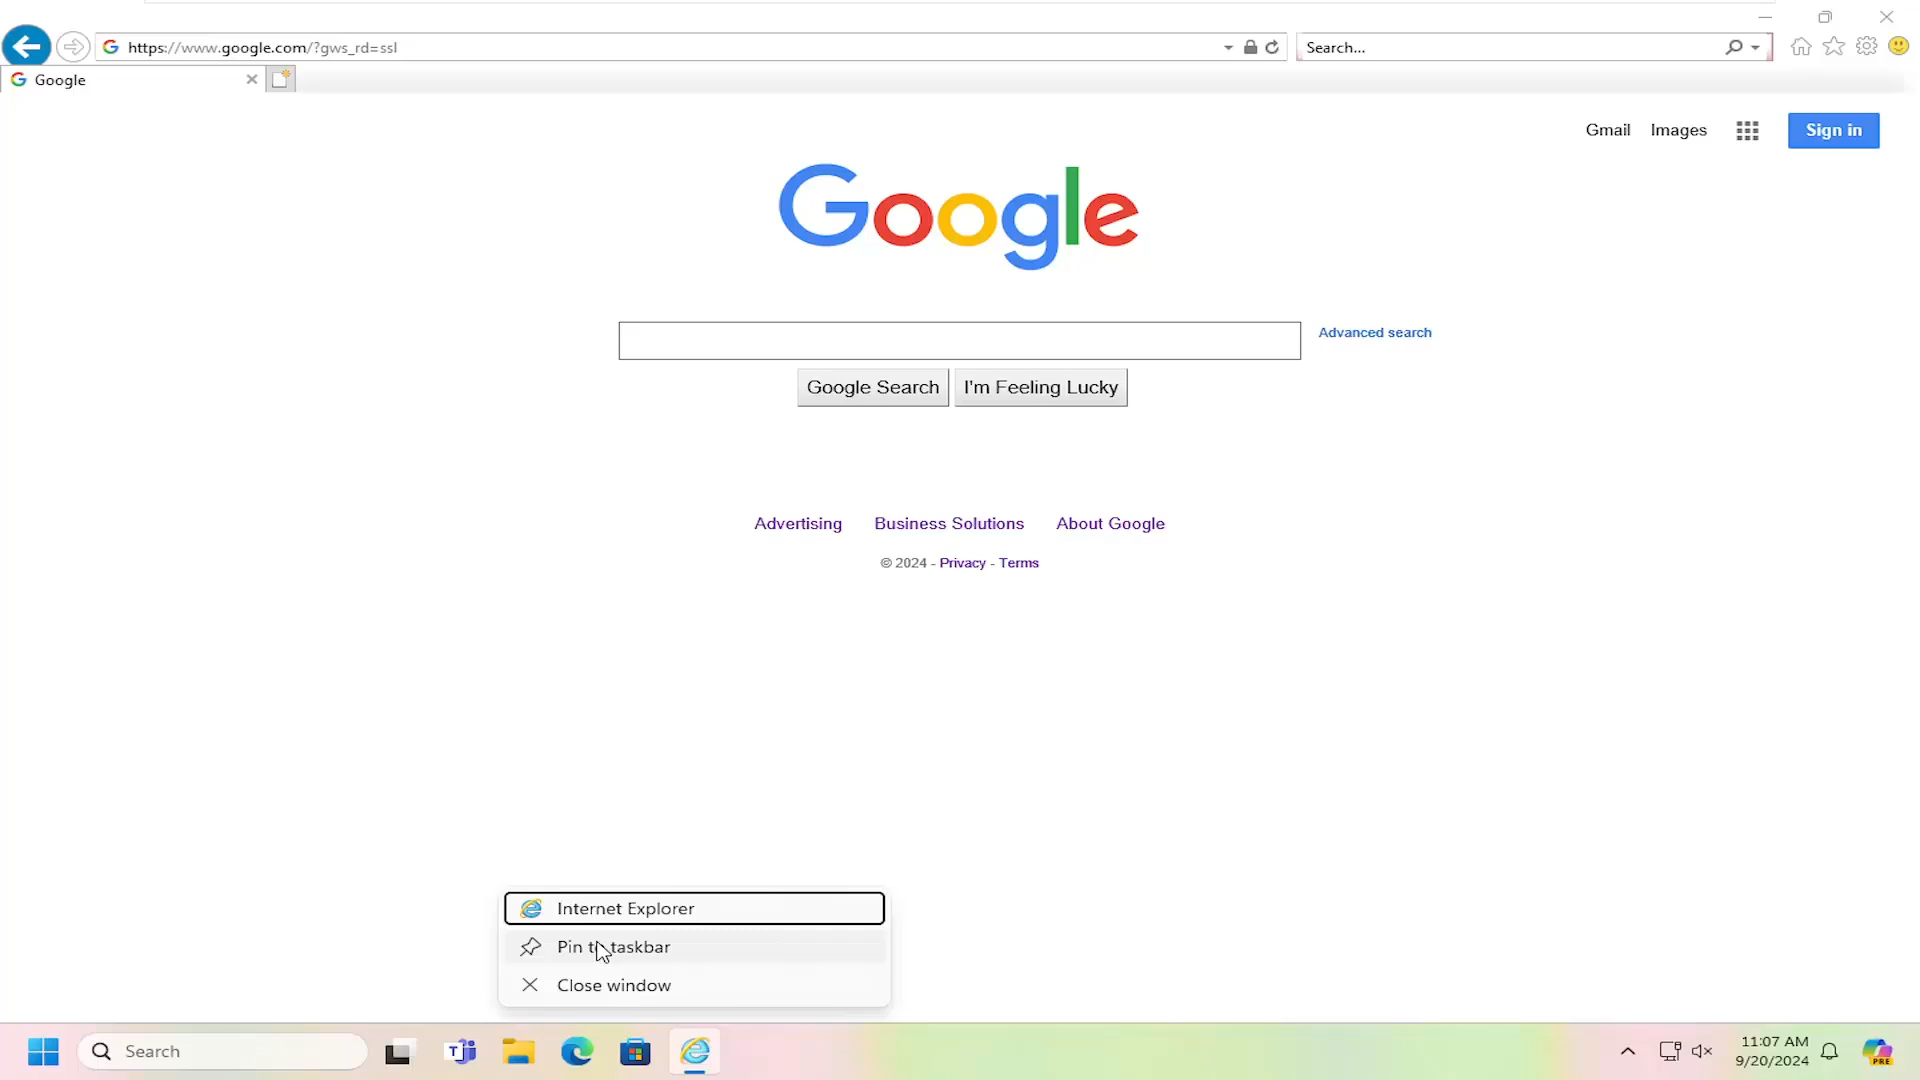 https://www.google.com/?gws_rd=ssl
Search...
Google
Gmail Images Sign in
Google
Advanced search
Google Search I'm Feeling Lucky
Advertising Business Solutions About Google
© 2024 - Privacy - Terms
Internet Explorer
Pin to taskbar
Close window
Search
T
11:07 AM
9/20/2024
PRE